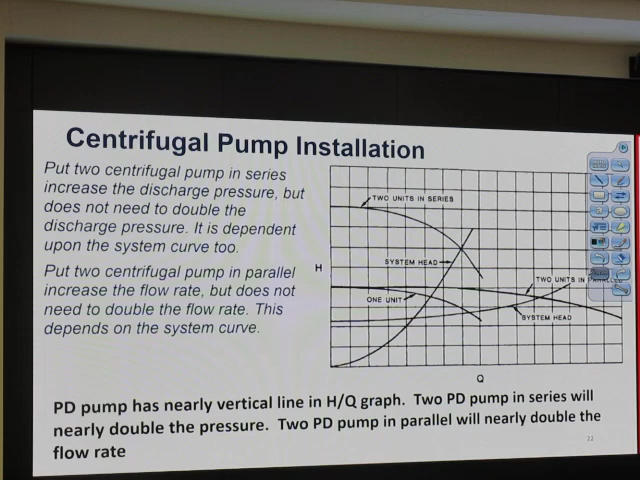 Centrifugal Pump Installation
Put two centrifugal pump in series
increase the discharge pressure, but
does not need to double the
discharge pressure. It is dependent
upon the system curve too.
Put two centrifugal pump in parallel
increase the flow rate, but does not
need to double the flow rate. This
depends on the system curve.
TWO UNITS IN SERIES
SYSTEM HEAD
H
TWO UNITS IN
ONE UNIT
SYSTEM HEAD
Q
PD pump has nearly vertical line in H/Q graph. Two PD pump in series will
nearly double the pressure. Two PD pump in parallel will nearly double the
flow rate
22